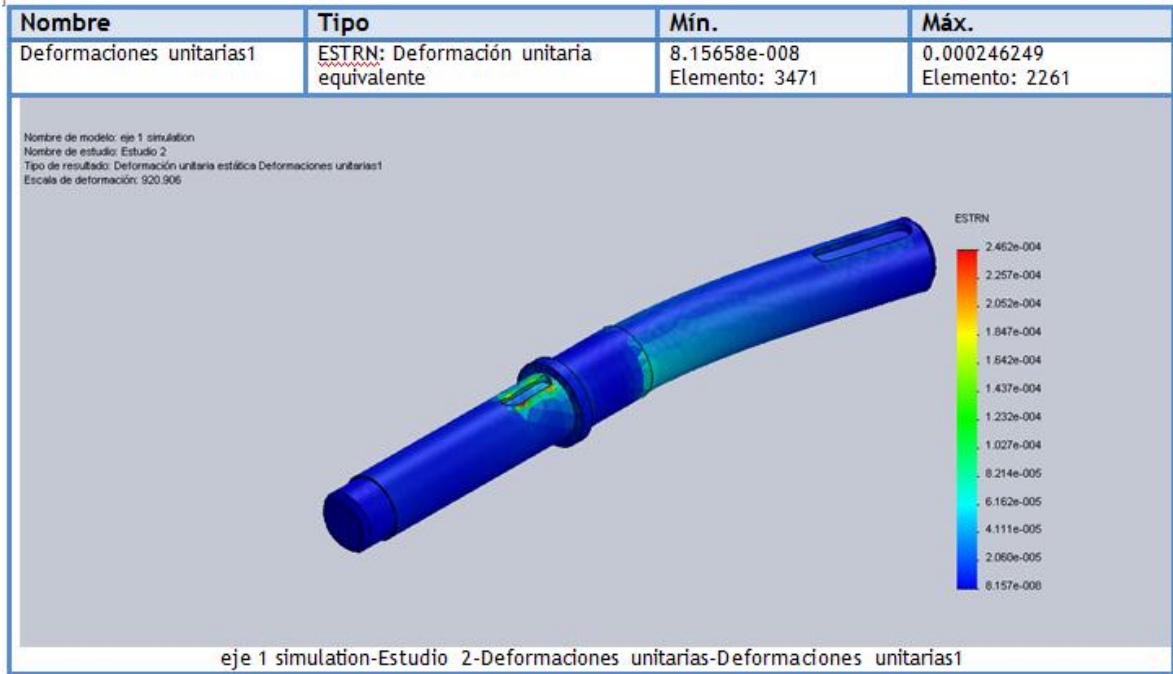 Nombre Tipo Mín. Máx.
Deformaciones unitarias1 ESTRN: Deformación unitaria 8.15658e-008 0.000246249
equivalente Elemento: 3471 Elemento: 2261
Nombre de modelo: eje 1 simulation
Nombre de estudio: Estudio 2
Tipo de resultado: Deformación unitaria estática Deformaciones unitarias1
Escala de deformación: 920.906
ESTRN
2.462e-004
2.257e-004
2.052e-004
1.847e-004
1.642e-004
1.437e-004
1.232e-004
1.027e-004
8.214e-005
6.162e-005
4.111e-005
2.060e-005
8.157e-008
eje 1 simulation-Estudio 2-Deformaciones unitarias-Deformaciones unitarias1